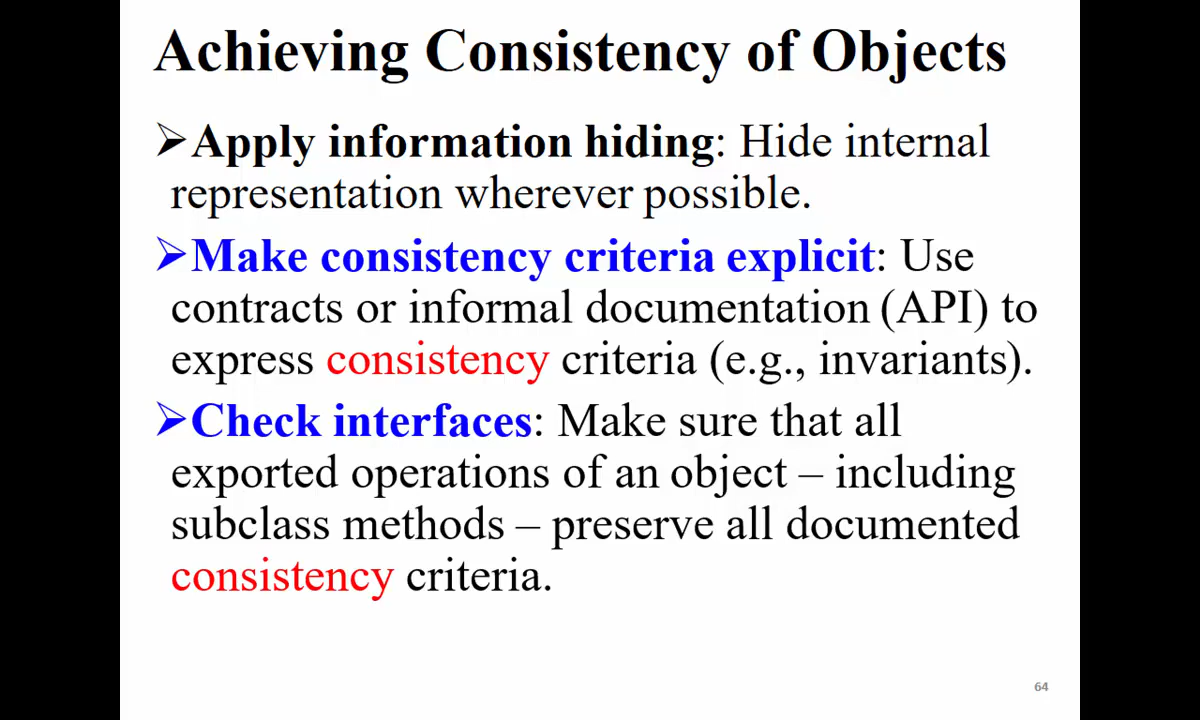 Achieving Consistency of Objects
➢Apply information hiding: Hide internal
representation wherever possible.
➢Make consistency criteria explicit: Use
contracts or informal documentation (API) to
express consistency criteria (e.g., invariants).
➢Check interfaces: Make sure that all
exported operations of an object – including
subclass methods – preserve all documented
consistency criteria.
64